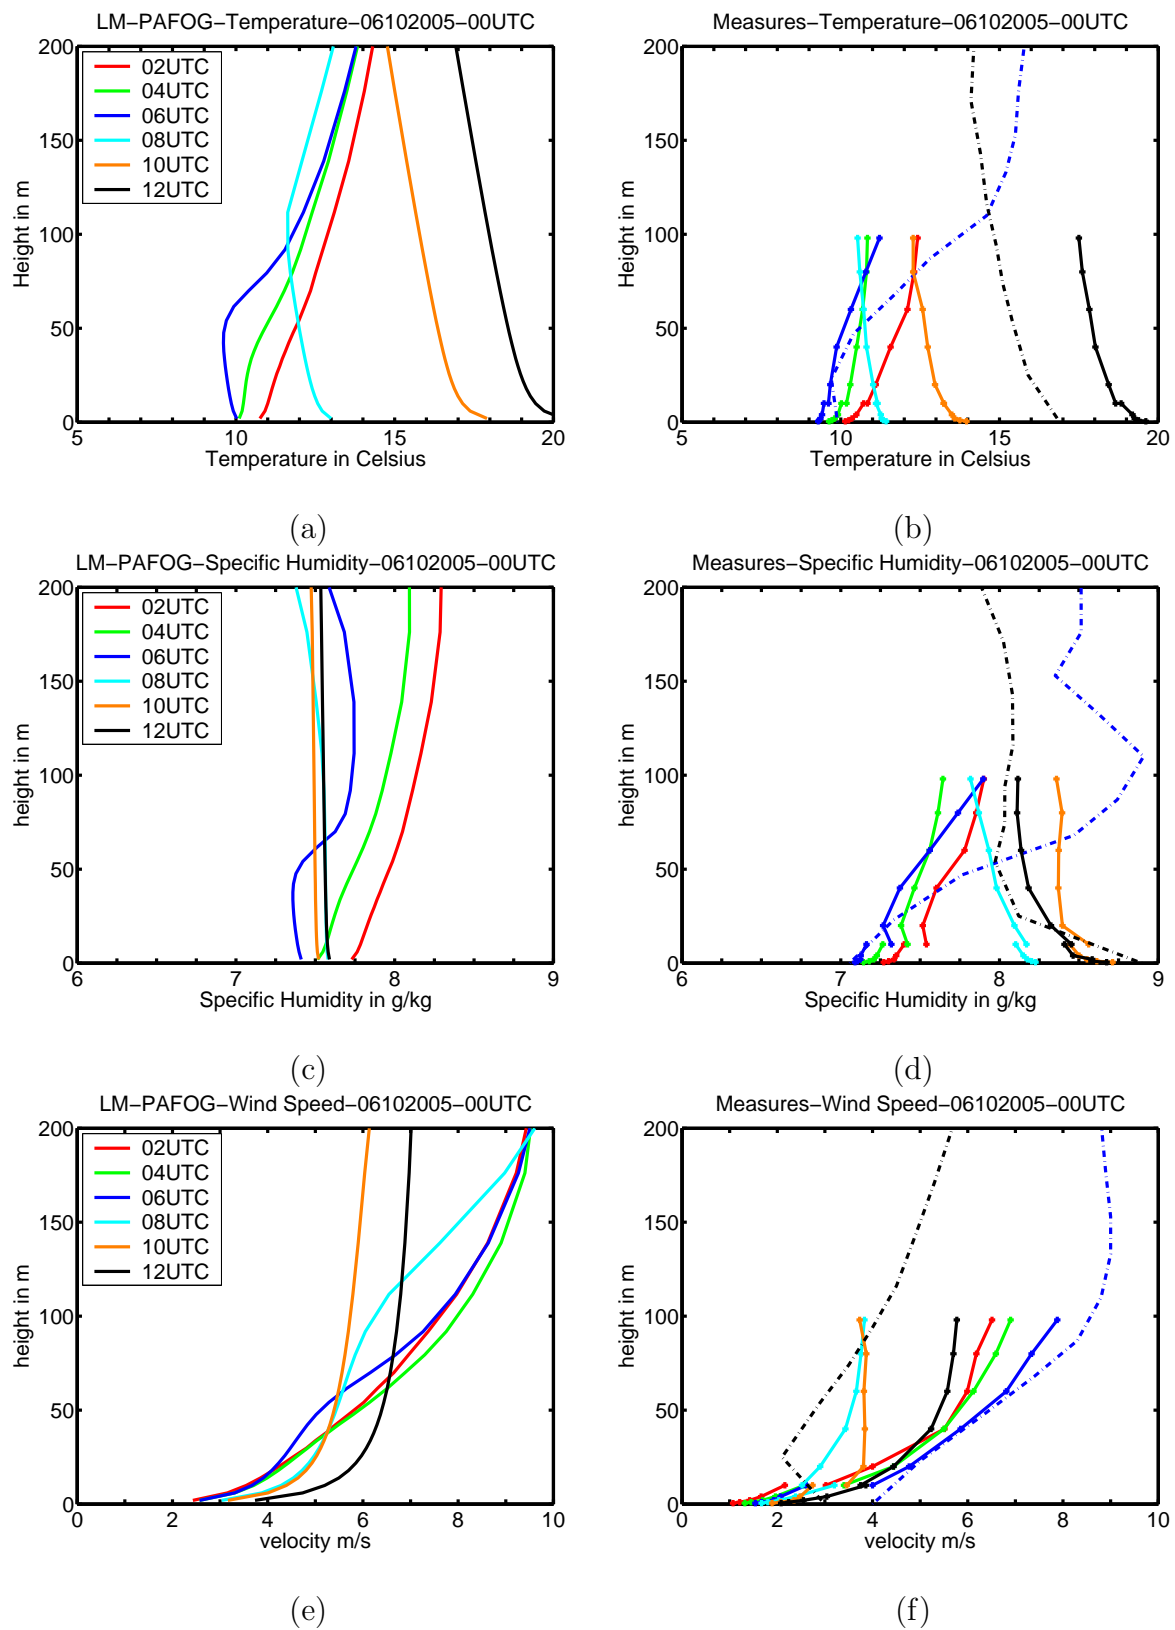 LM−PAFOG−Temperature−06102005−00UTC
200
150
100
50
0
Height in m
02UTC
04UTC
06UTC
08UTC
10UTC
12UTC
5 10 15 20
Temperature in Celsius
(a)
Measures−Temperature−06102005−00UTC
200
150
100
50
0
Height in m
5 10 15 20
Temperature in Celsius
(b)
LM−PAFOG−Specific Humidity−06102005−00UTC
200
150
100
50
0
height in m
02UTC
04UTC
06UTC
08UTC
10UTC
12UTC
6 7 8 9
Specific Humidity in g/kg
(c)
Measures−Specific Humidity−06102005−00UTC
200
150
100
50
0
height in m
6 7 8 9
Specific Humidity in g/kg
(d)
LM−PAFOG−Wind Speed−06102005−00UTC
200
150
100
50
0
height in m
02UTC
04UTC
06UTC
08UTC
10UTC
12UTC
0 2 4 6 8 10
velocity m/s
(e)
Measures−Wind Speed−06102005−00UTC
200
150
100
50
0
height in m
0 2 4 6 8 10
velocity m/s
(f)